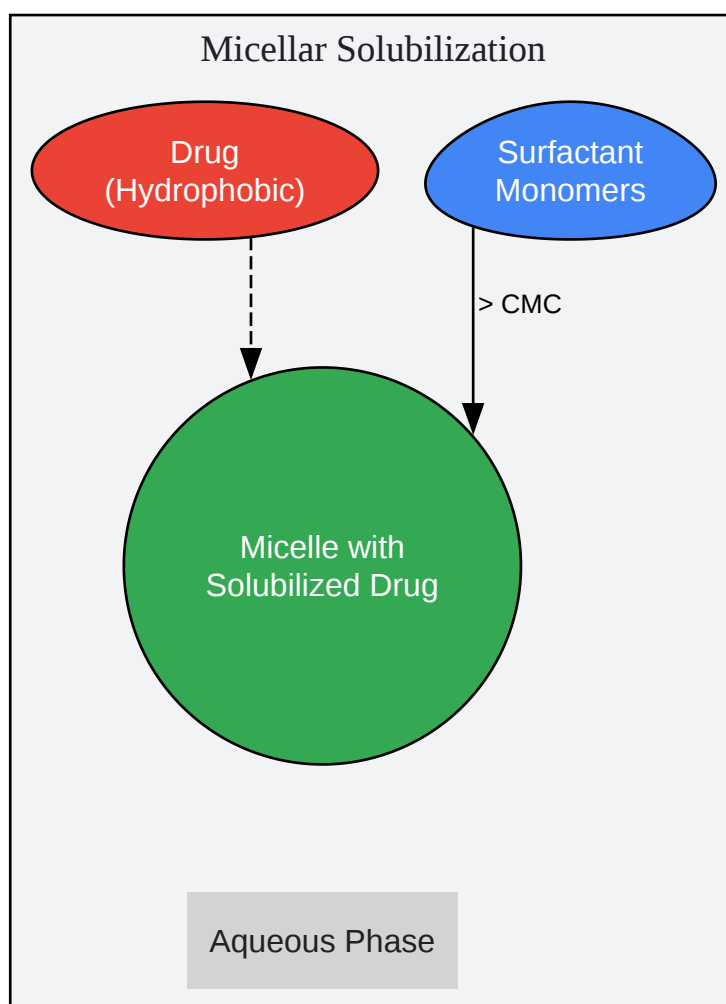 Micellar Solubilization
Drug
(Hydrophobic)
Surfactant
Monomers
> CMC
Micelle with
Solubilized Drug
Aqueous Phase